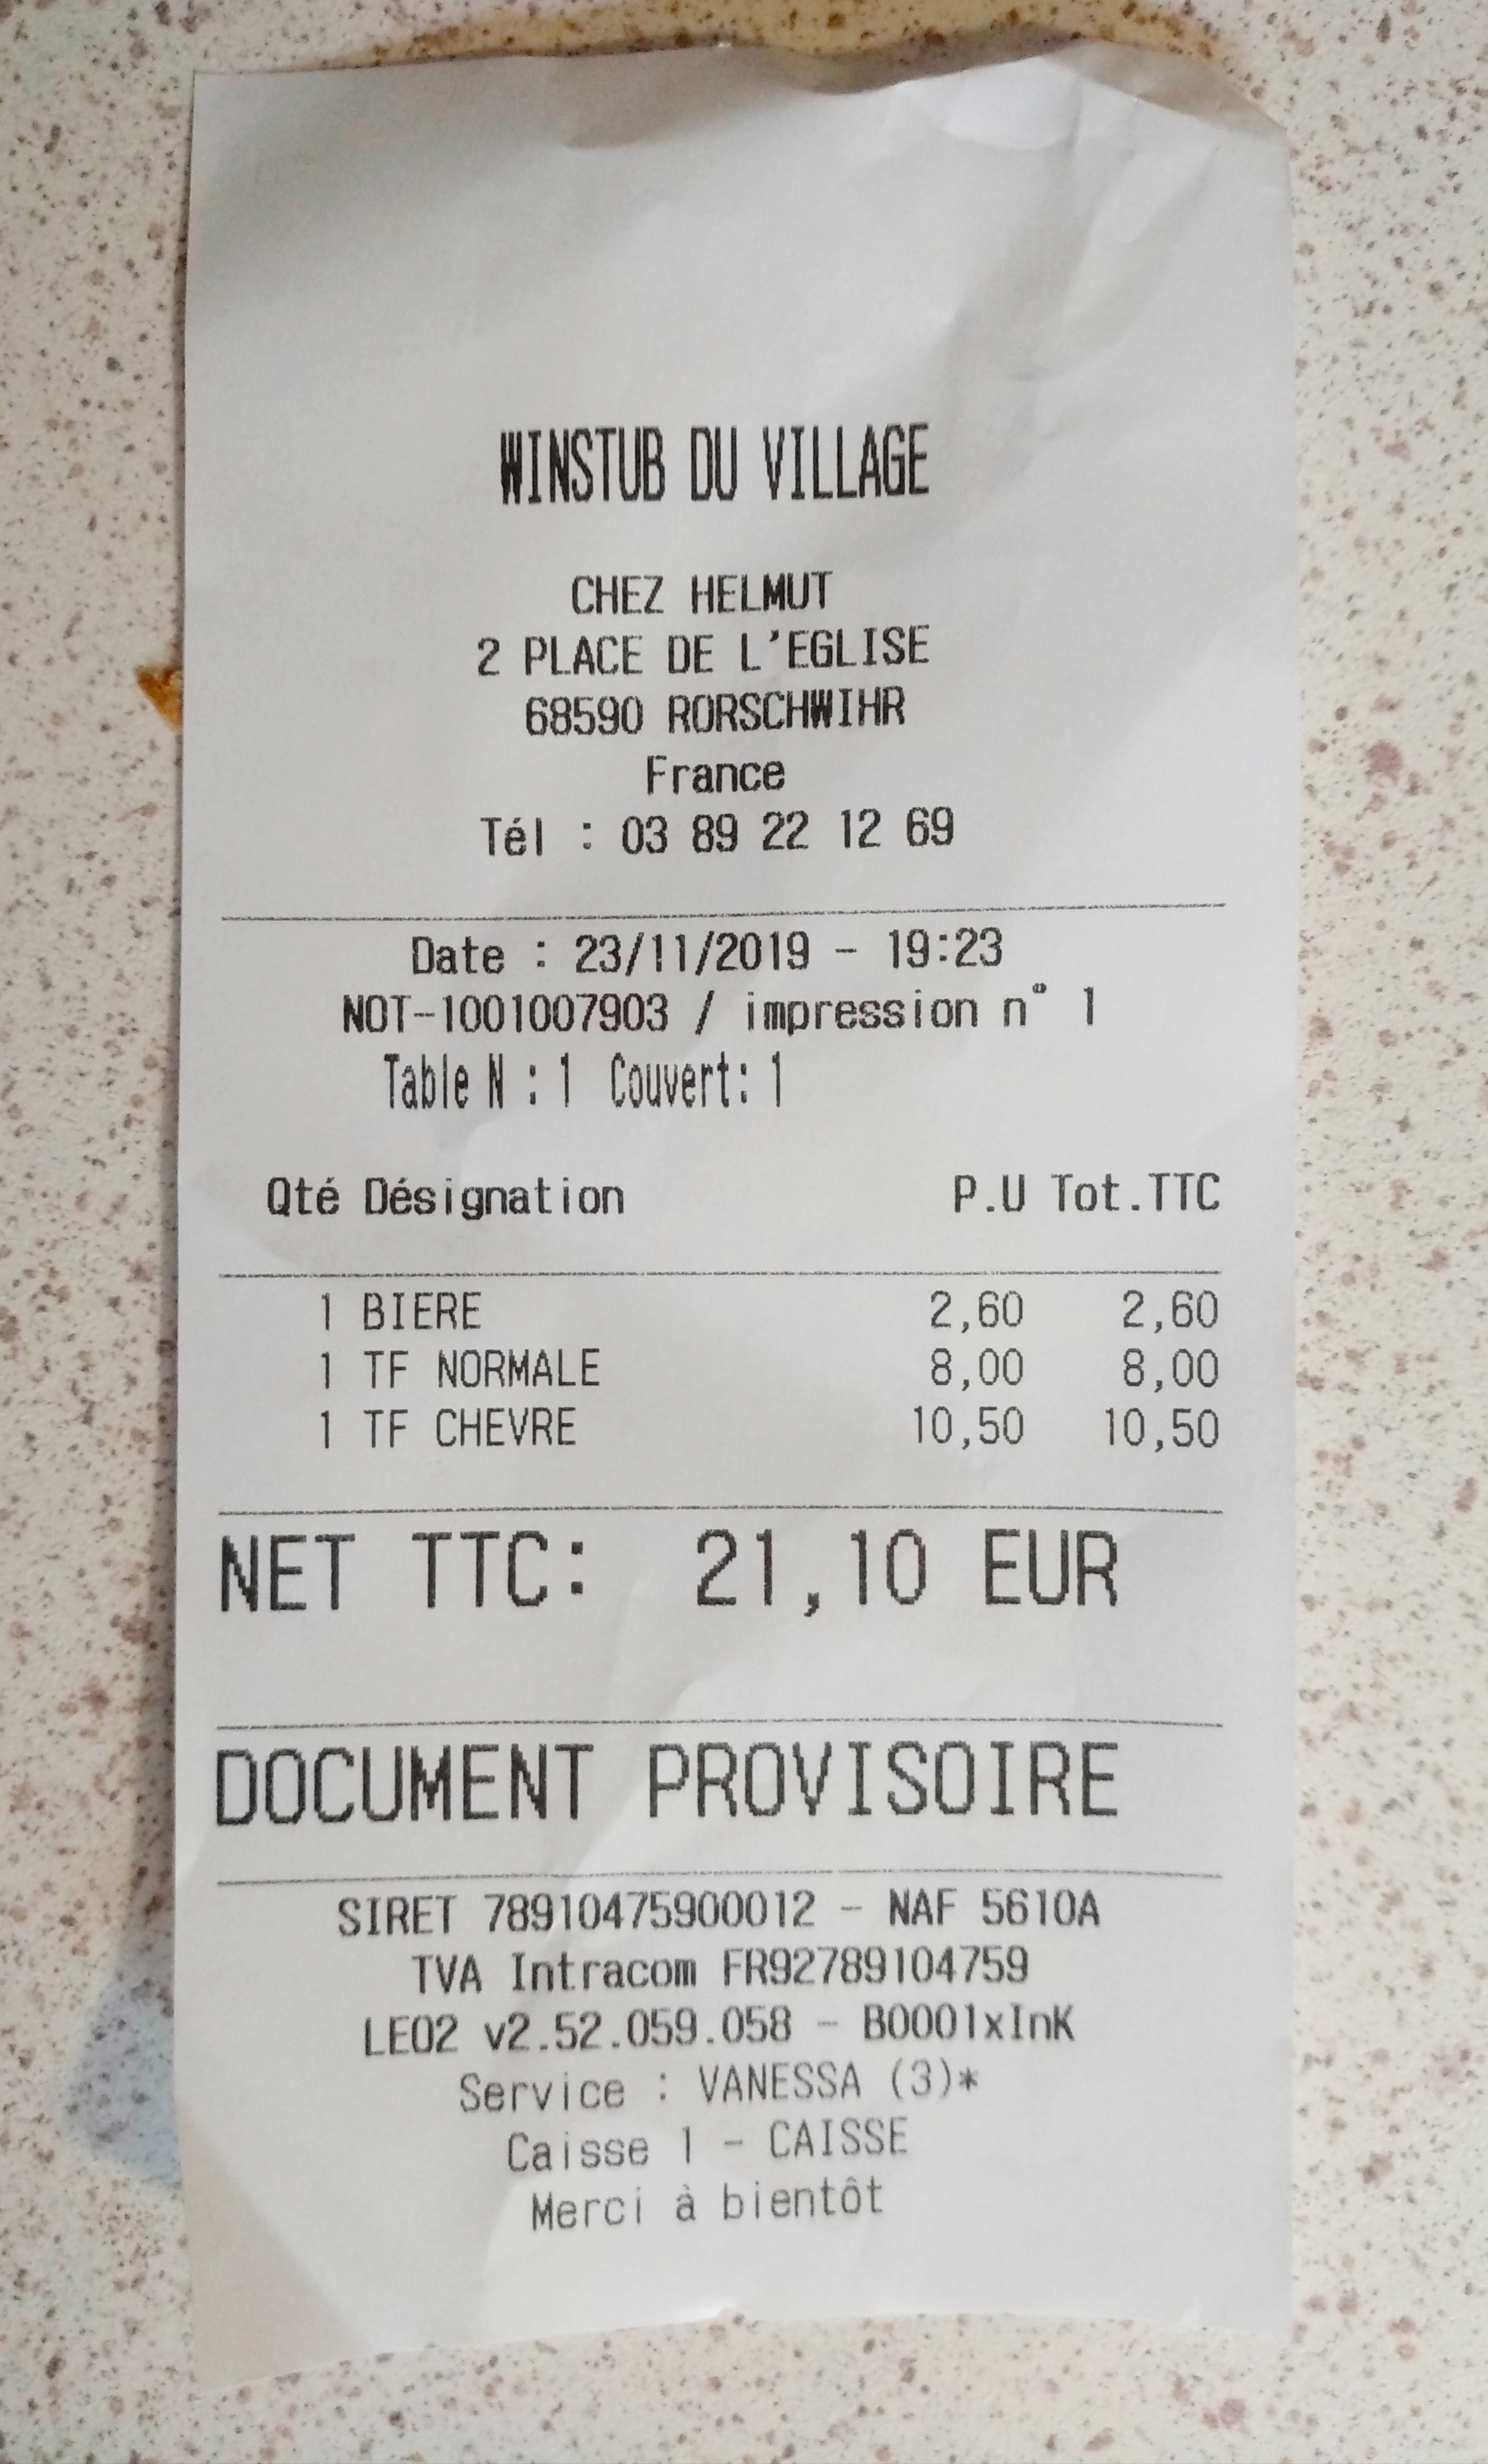 WINSTUB DU VILLAGE
CHEZ HELMUT
2 PLACE DE L'EGLISE
68590 RORSCHWIHR
France
Tél : 03 89 22 12 69
Date : 23/11/2019 - 19:23
NOT-1001007903 / impression n° 1
Table N : 1 Couvert: 1
Qté Désignation P.U Tot.TTC
1 BIERE 2,60 2,60
1 TF NORMALE 8,00 8,00
1 TF CHEVRE 10,50 10,50
NET TTC: 21,10 EUR
DOCUMENT PROVISOIRE
SIRET 78910475900012 - NAF 5610A
TVA Intracom FR92789104759
LEO2 v2.52.059.058 - B0001xInK
Service : VANESSA (3)*
Caisse 1 - CAISSE
Merci à bientôt